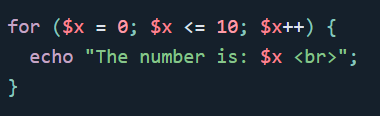 for ($x = 0; $x <= 10; $x++) {
  echo "The number is: $x <br>";
}